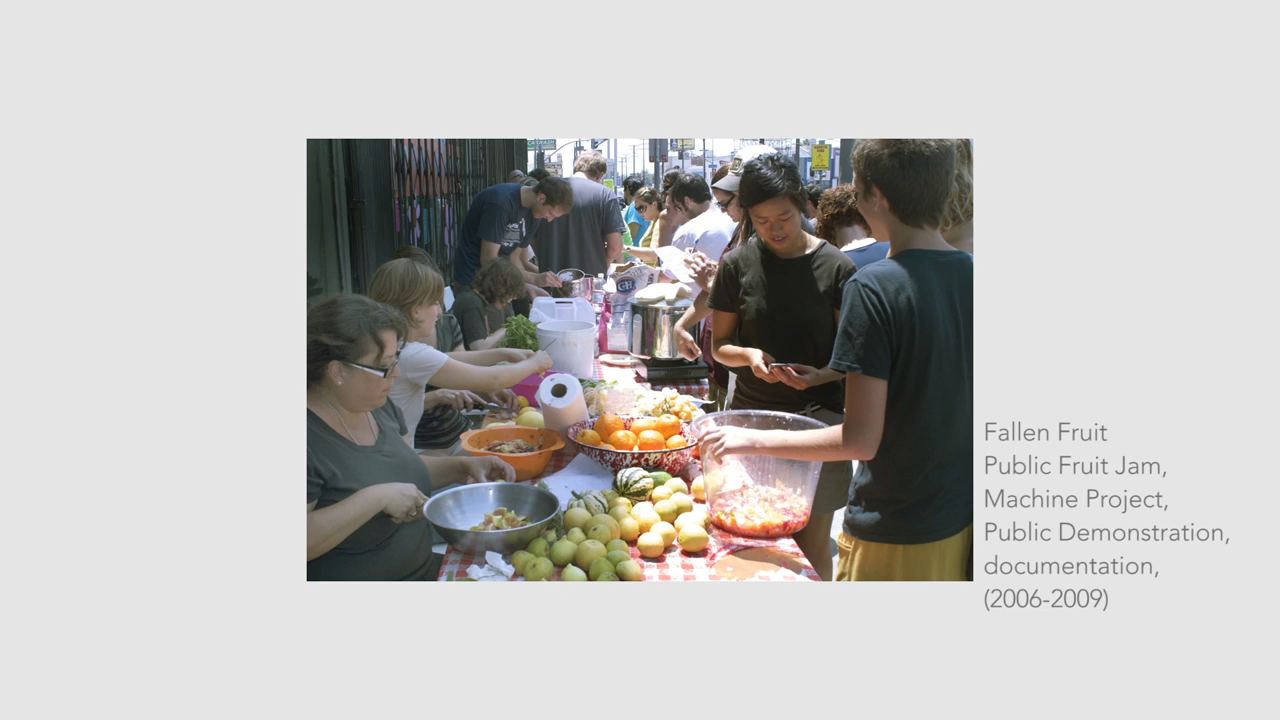 Fallen Fruit
Public Fruit Jam,
Machine Project,
Public Demonstration,
documentation,
(2006-2009)